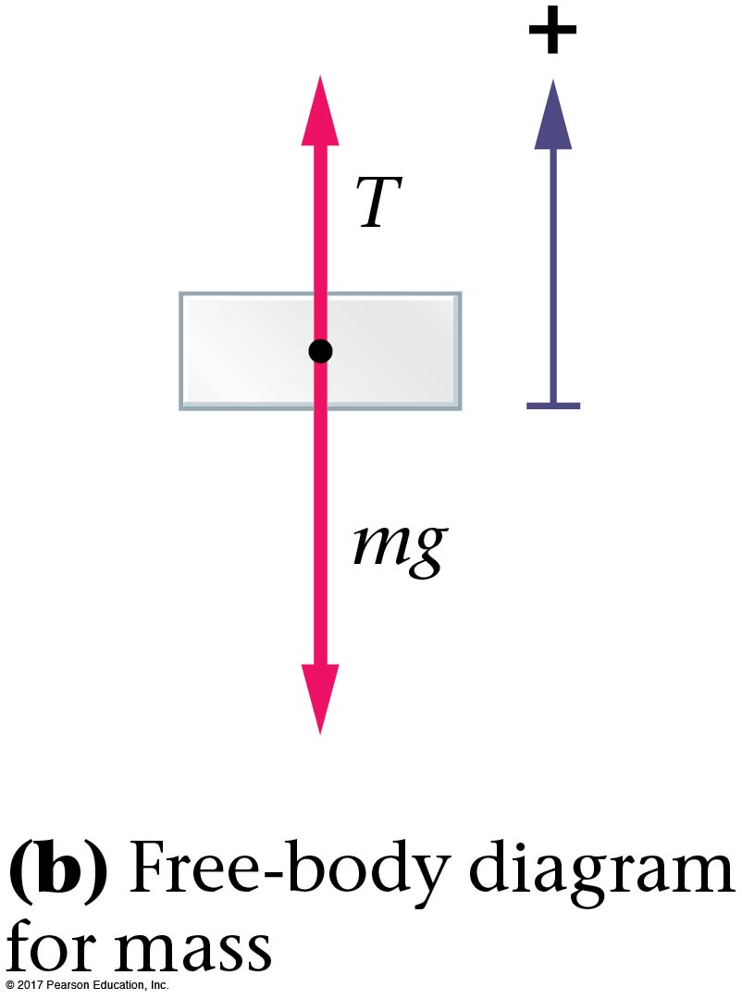 +
T
mg
(b) Free-body diagram
for mass
© 2017 Pearson Education, Inc.